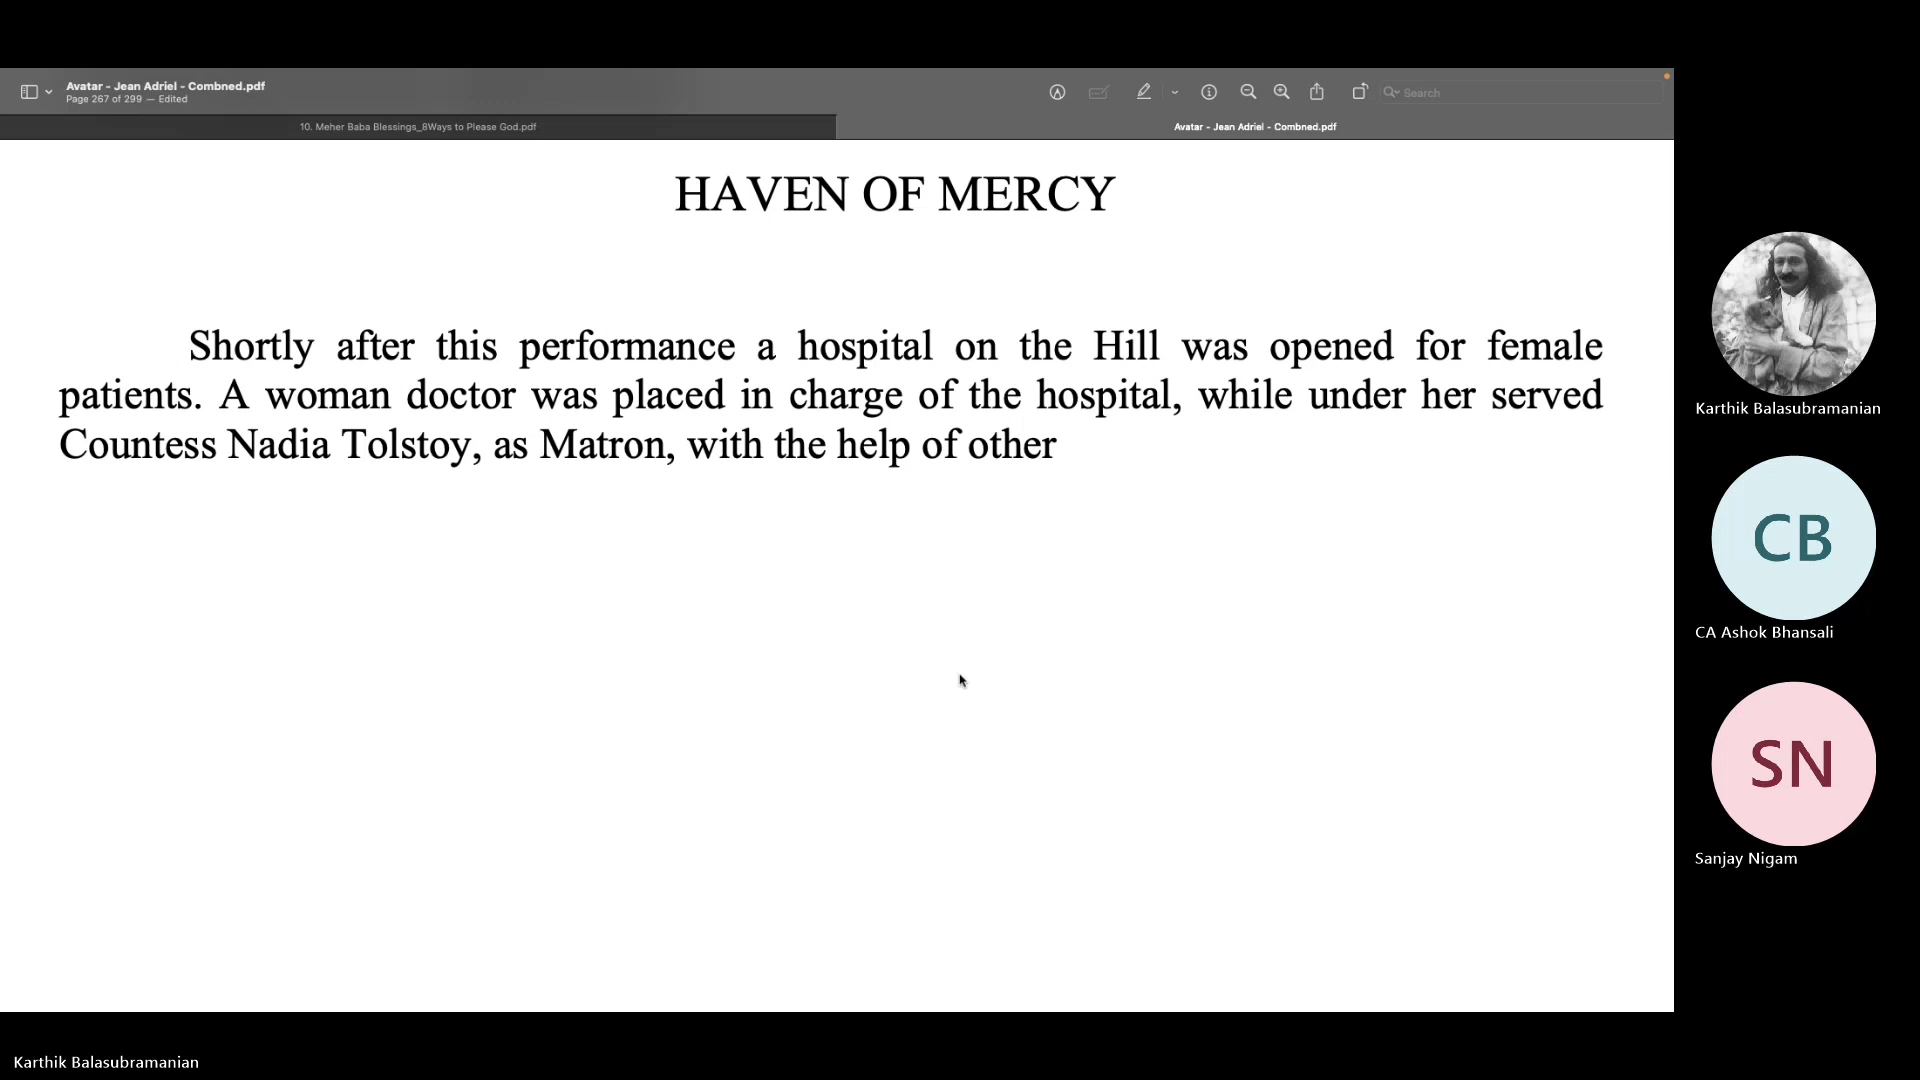 Avatar - Jean Adriel - Combned.pdf
Page 267 of 299 — Edited
Search
10. Meher Baba Blessings_8Ways to Please God.pdf
Avatar - Jean Adriel - Combned.pdf
HAVEN OF MERCY
Shortly after this performance a hospital on the Hill was opened for female
patients. A woman doctor was placed in charge of the hospital, while under her served
Countess Nadia Tolstoy, as Matron, with the help of other
Karthik Balasubramanian
CB
CA Ashok Bhansali
SN
Sanjay Nigam
Karthik Balasubramanian